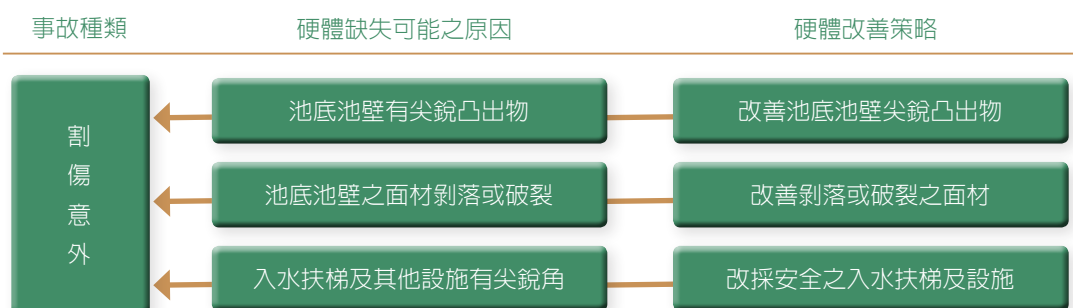 事故種類
硬體缺失可能之原因
硬體改善策略
割傷意外
池底池壁有尖銳凸出物
改善池底池壁尖銳凸出物
池底池壁之面材剝落或破裂
改善剝落或破裂之面材
入水扶梯及其他設施有尖銳角
改採安全之入水扶梯及設施